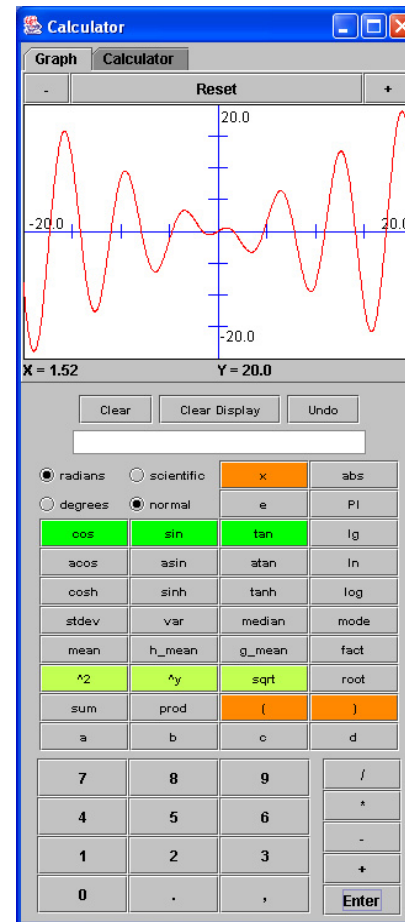 Calculator
Graph Calculator
- Reset +
20.0
-20.0 20.0
-20.0
X = 1.52 Y = 20.0
Clear Clear Display Undo
radians scientific x abs
degrees normal e PI
cos sin tan lg
acos asin atan ln
cosh sinh tanh log
stdev var median mode
mean h_mean g_mean fact
^2 ^y sqrt root
sum prod ( )
a b c d
7 8 9 /
4 5 6 *
1 2 3 -
0 . , +
Enter